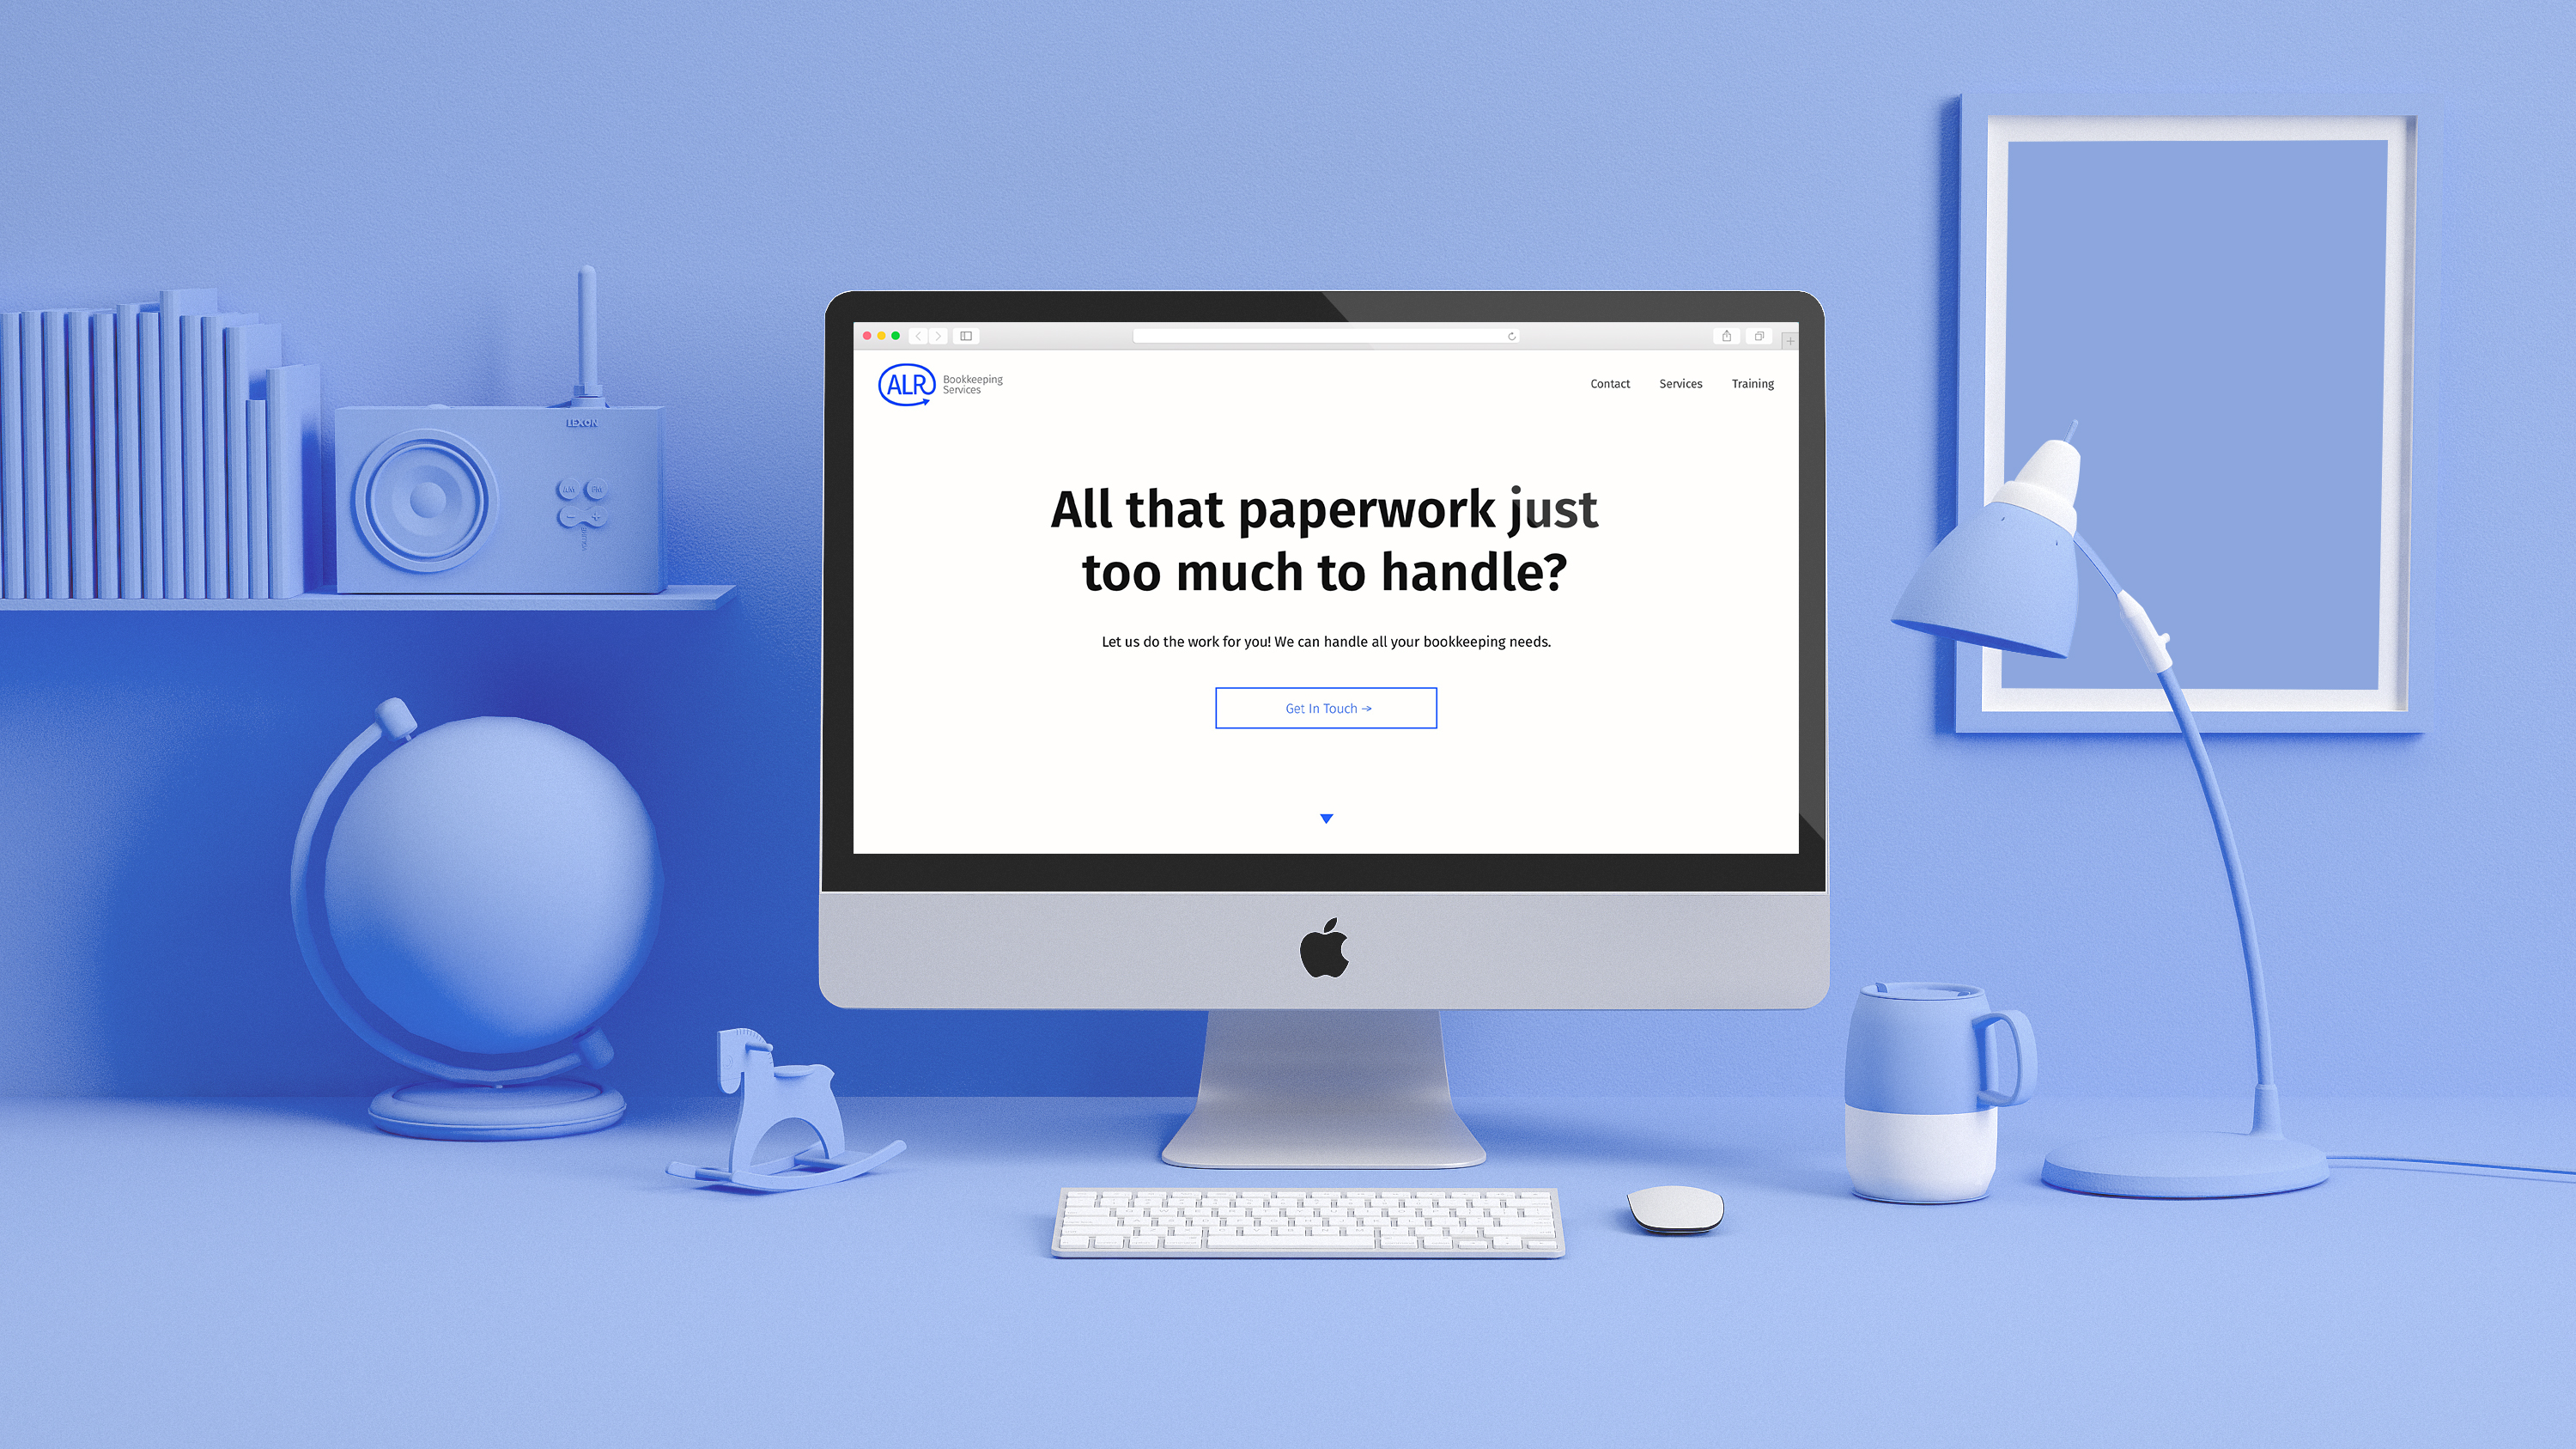 LEXON
AM FM
- +
VOLUME
ALR
Bookkeeping
Services
Contact Services Training
All that paperwork just
too much to handle?
Let us do the work for you! We can handle all your bookkeeping needs.
Get In Touch →